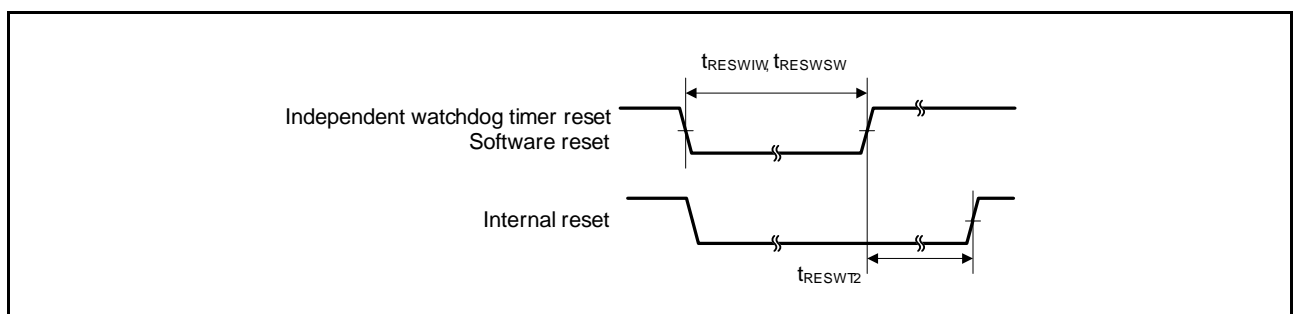 tRESWIW, tRESWSW
Independent watchdog timer reset
Software reset
Internal reset
tRESWT2